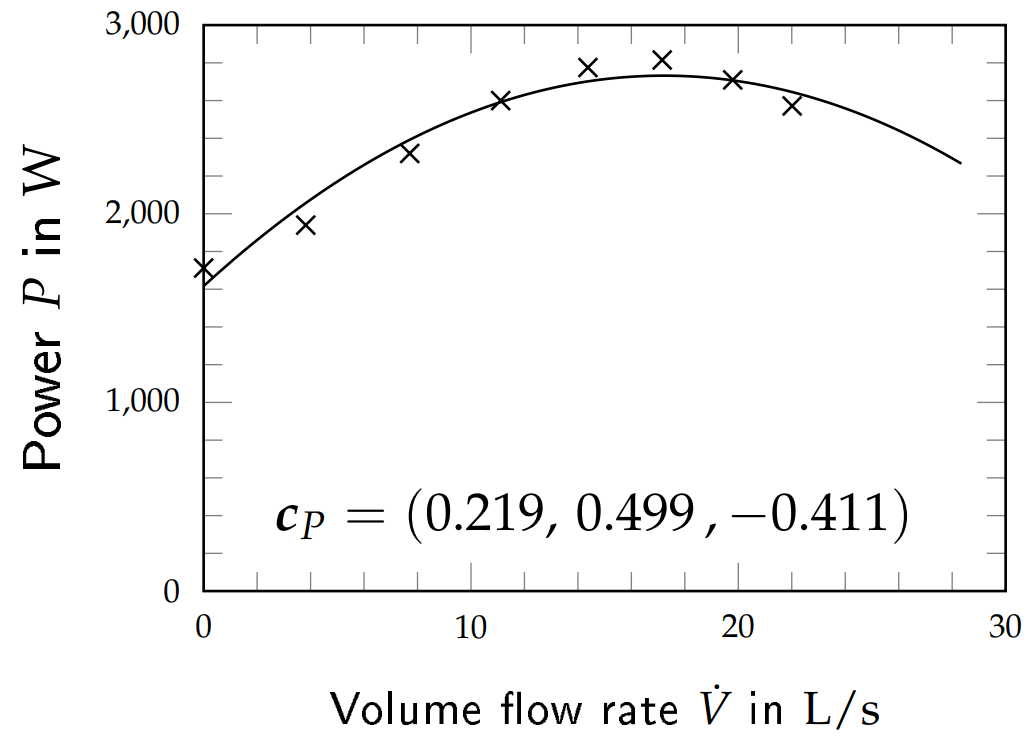 3,000
2,000
1,000
0
Power P in W
c_P = (0.219, 0.499 , −0.411)
0 10 20 30
Volume flow rate V̇ in L/s